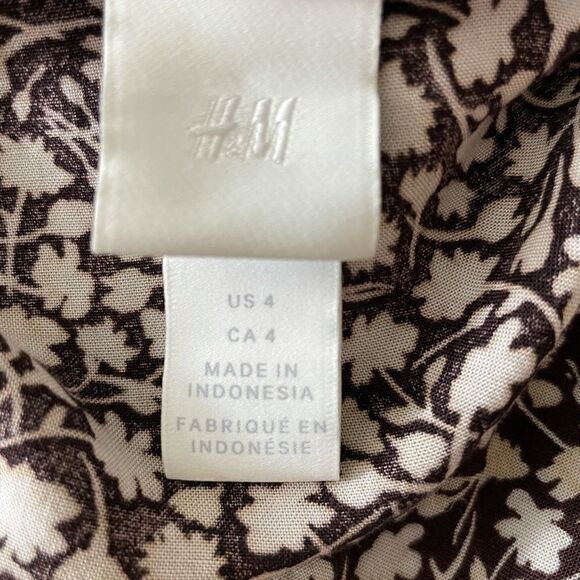 H&M
US 4
CA 4
MADE IN
INDONESIA
FABRIQUÉ EN
INDONÉSIE